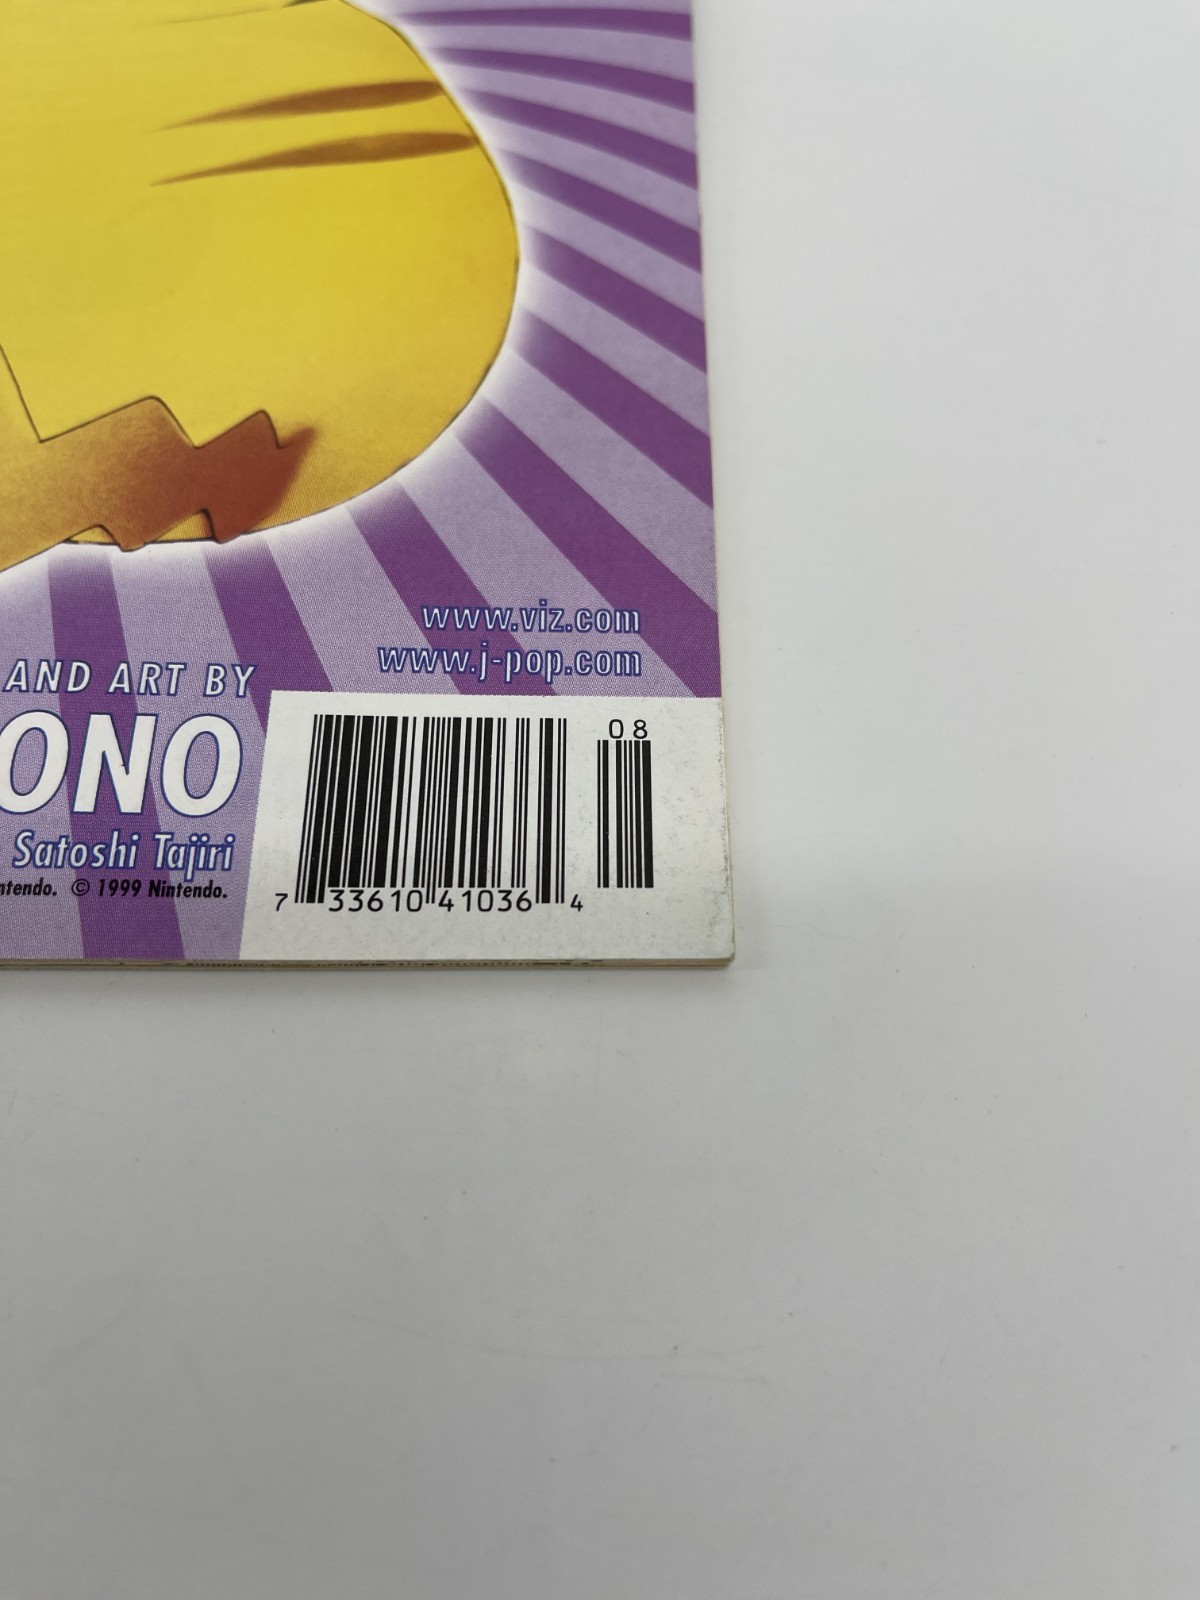 www.viz.com
www.j-pop.com
AND ART BY
ONO
Satoshi Tajiri
ntendo. © 1999 Nintendo.
08
7 33610 41036 4